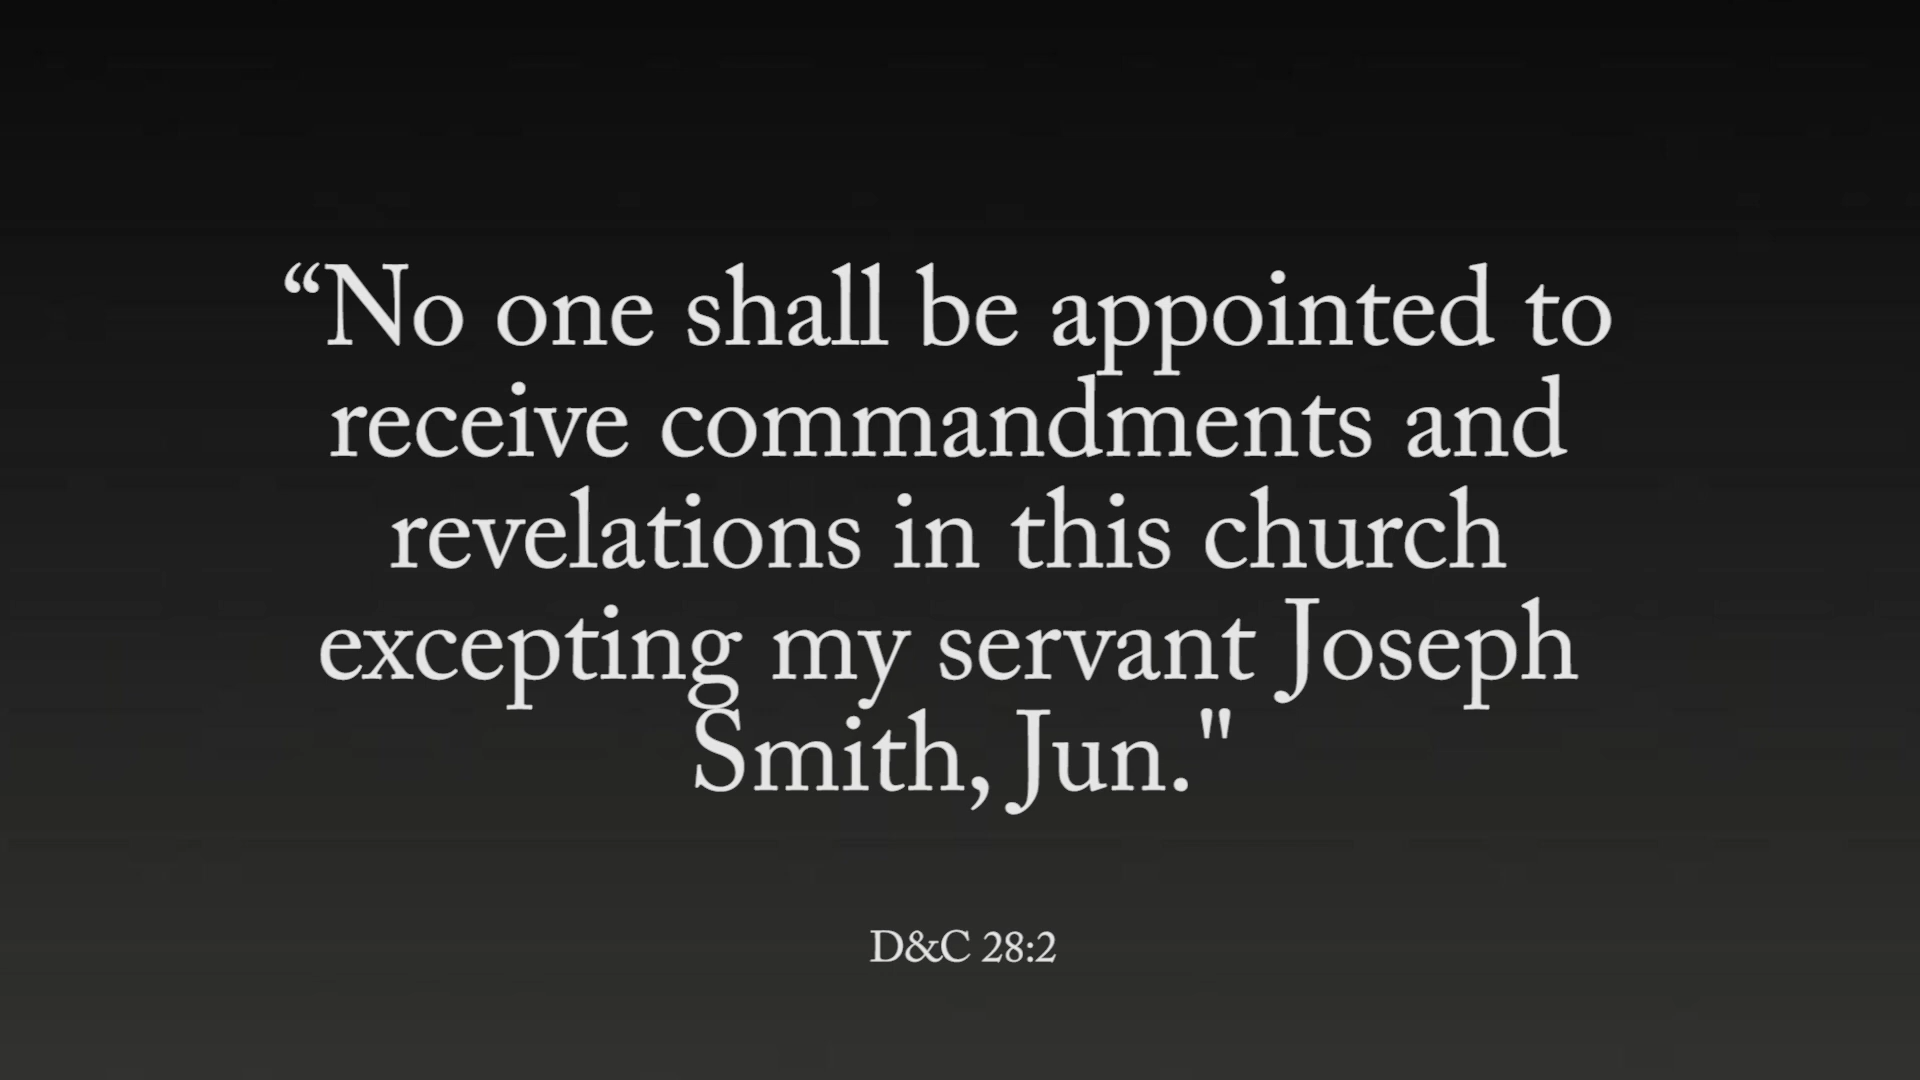 “No one shall be appointed to
receive commandments and
revelations in this church
excepting my servant Joseph
Smith, Jun."
D&C 28:2